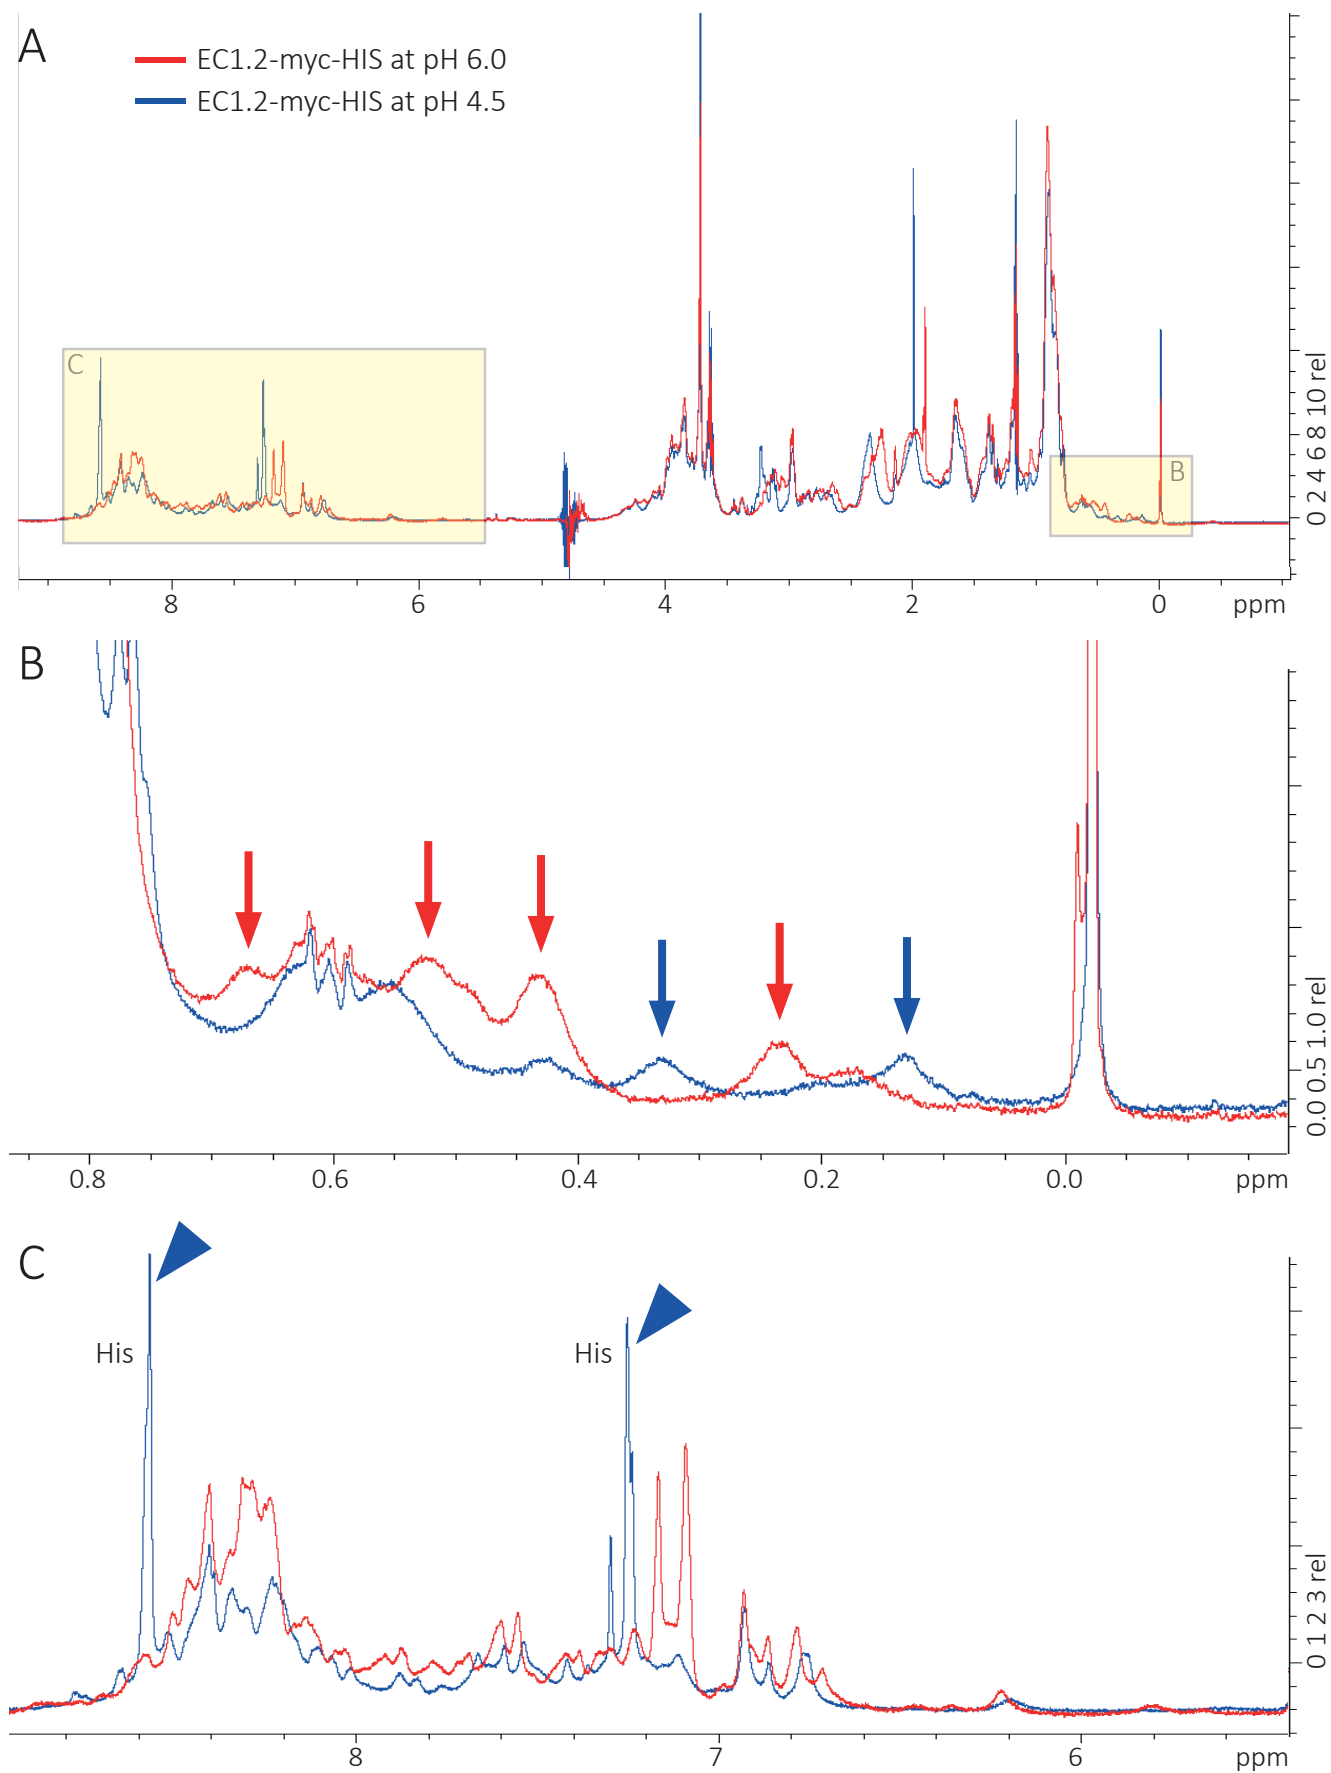 A
EC1.2-myc-HIS at pH 6.0
EC1.2-myc-HIS at pH 4.5
C
B
0 2 4 6 8 10 rel
8 6 4 2 0 ppm
B
0.0 0.5 1.0 rel
0.8 0.6 0.4 0.2 0.0 ppm
C
His His
0 1 2 3 rel
8 7 6 ppm